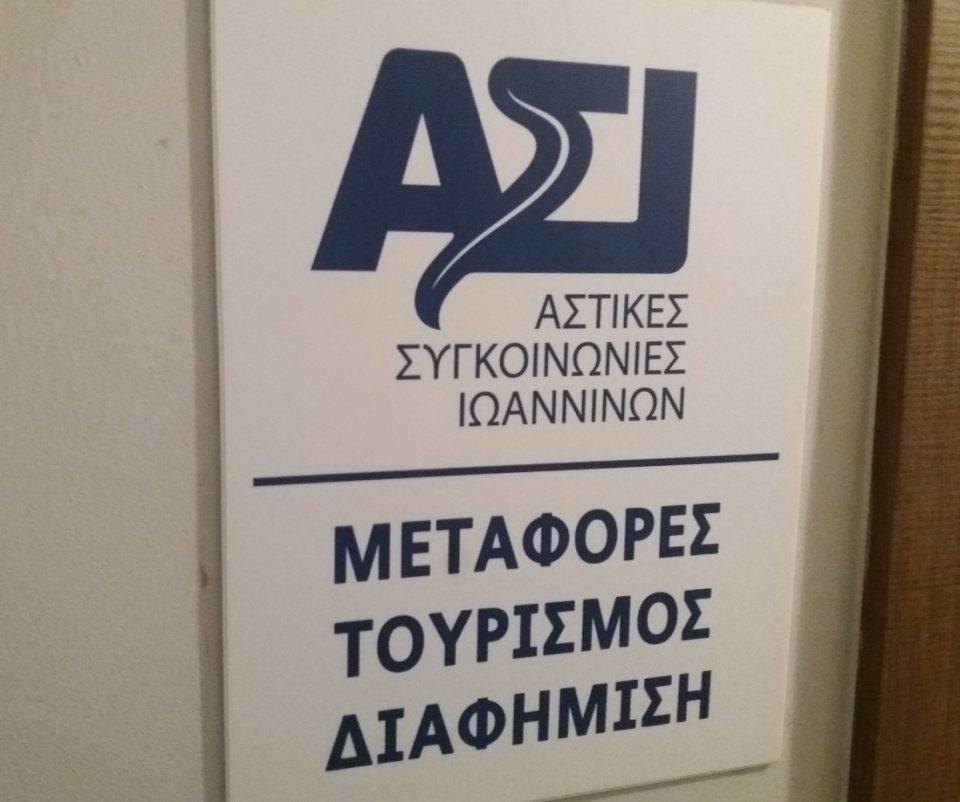 ΑΣΙ
ΑΣΤΙΚΕΣ
ΣΥΓΚΟΙΝΩΝΙΕΣ
ΙΩΑΝΝΙΝΩΝ
ΜΕΤΑΦΟΡΕΣ
ΤΟΥΡΙΣΜΟΣ
ΔΙΑΦΗΜΙΣΗ